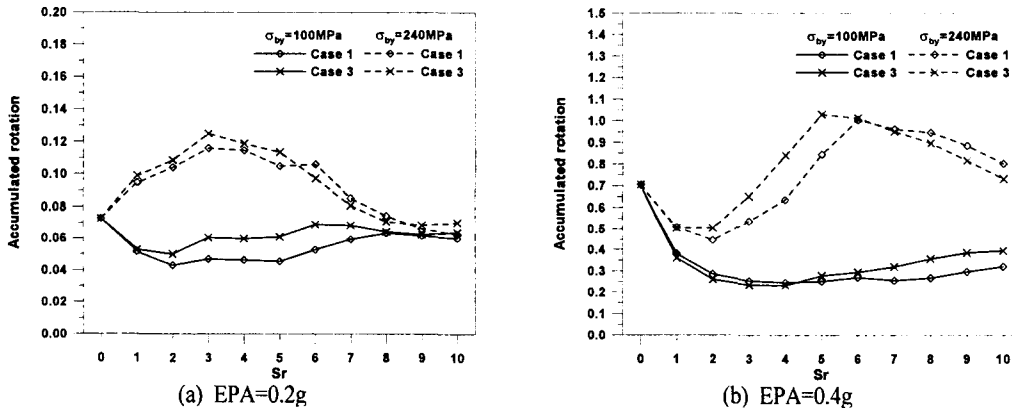 (a)
(b)
σby=100MPa σby=240MPa
Case 1 Case 1
Case 3 Case 3
0.20
0.18
0.16
0.14
0.12
0.10
0.08
0.06
0.04
0.02
0.00
Accumulated rotation
0 1 2 3 4 5 6 7 8 9 10
Sr
(a) EPA=0.2g
σby=100MPa σby=240MPa
Case 1 Case 1
Case 3 Case 3
1.5
1.4
1.3
1.2
1.1
1.0
0.9
0.8
0.7
0.6
0.5
0.4
0.3
0.2
0.1
0.0
Accumulated rotation
0 1 2 3 4 5 6 7 8 9 10
Sr
(b) EPA=0.4g